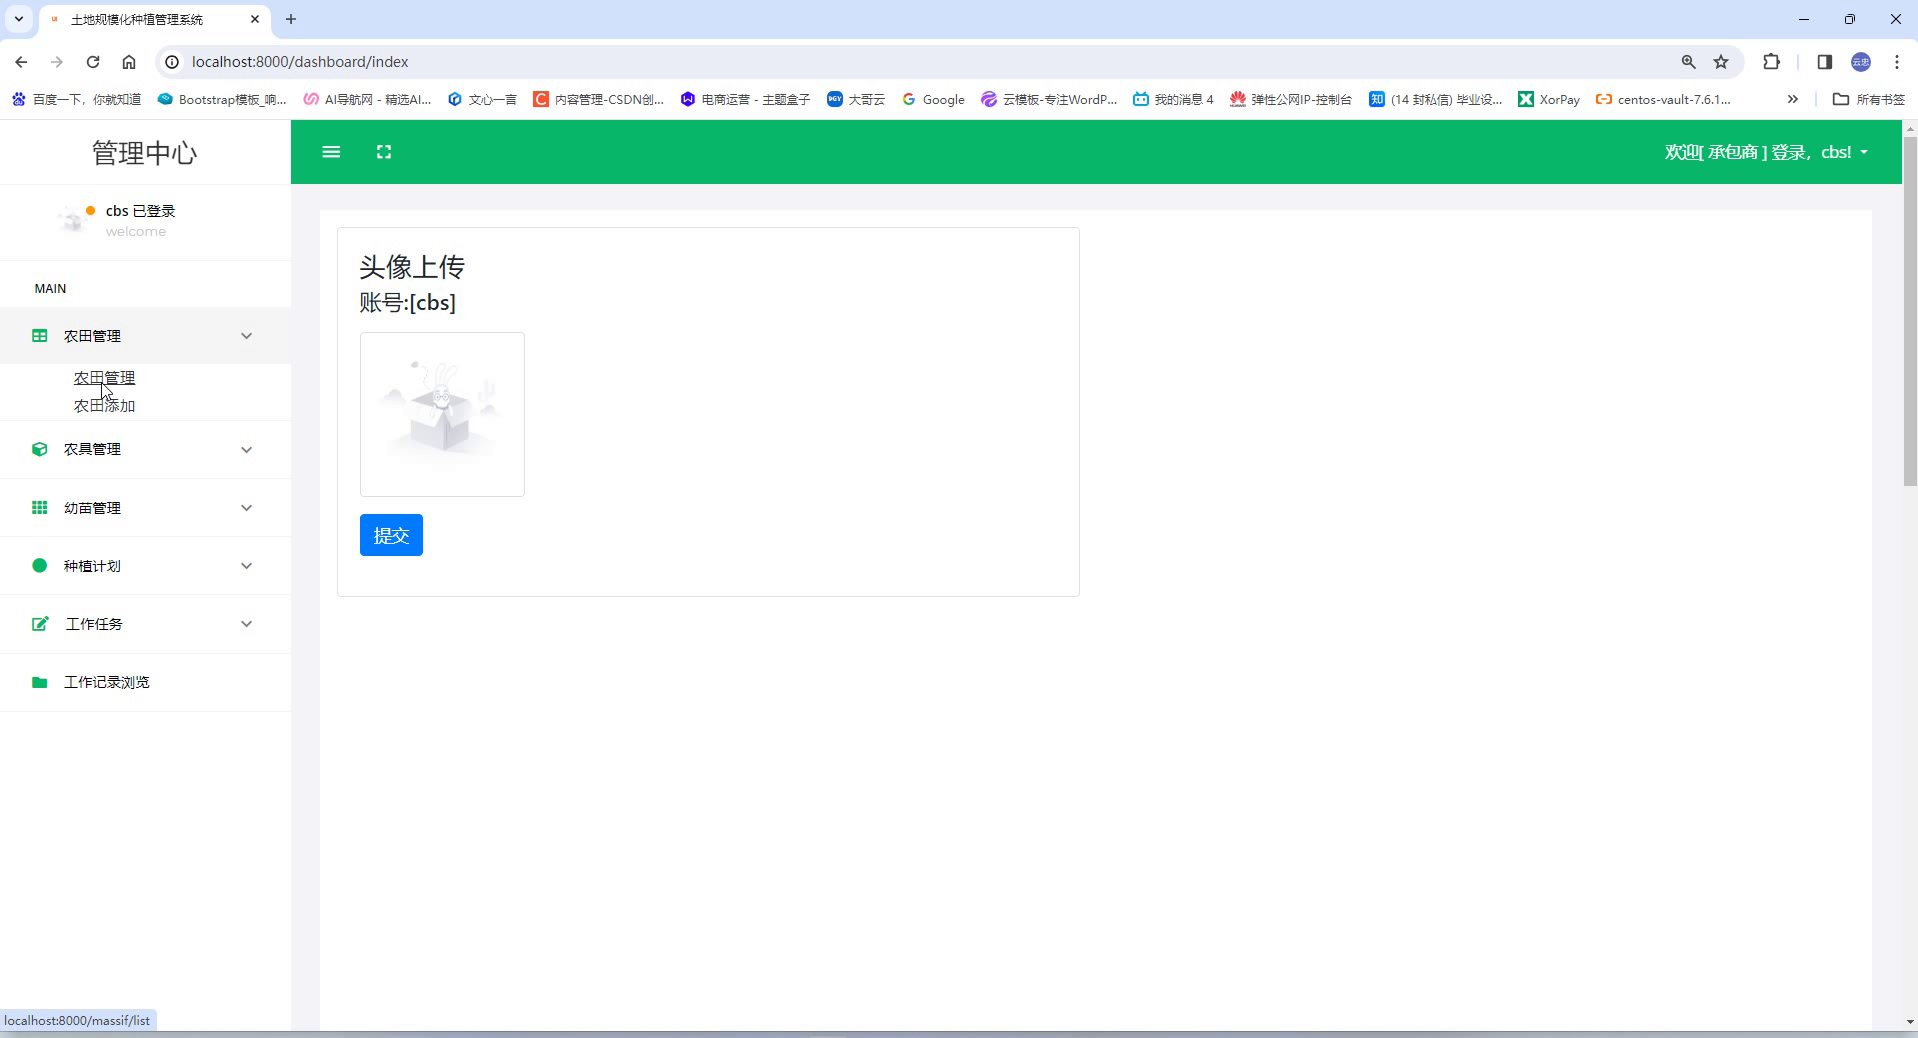 土地规模化种植管理系统
localhost:8000/dashboard/index
百度一下，你就知道
Bootstrap模板_响...
AI导航网 - 精选AI...
文心一言
内容管理-CSDN创...
电商运营 - 主题盒子
大哥云
Google
云模板-专注WordP...
我的消息 4
弹性公网IP-控制台
知 (14 封私信) 毕业设...
XorPay
centos-vault-7.6.1...
所有书签
管理中心
欢迎[ 承包商 ] 登录，cbs!
cbs 已登录
welcome
MAIN
农田管理
农田管理
农田添加
农具管理
幼苗管理
种植计划
工作任务
工作记录浏览
头像上传
账号:[cbs]
提交
localhost:8000/massif/list